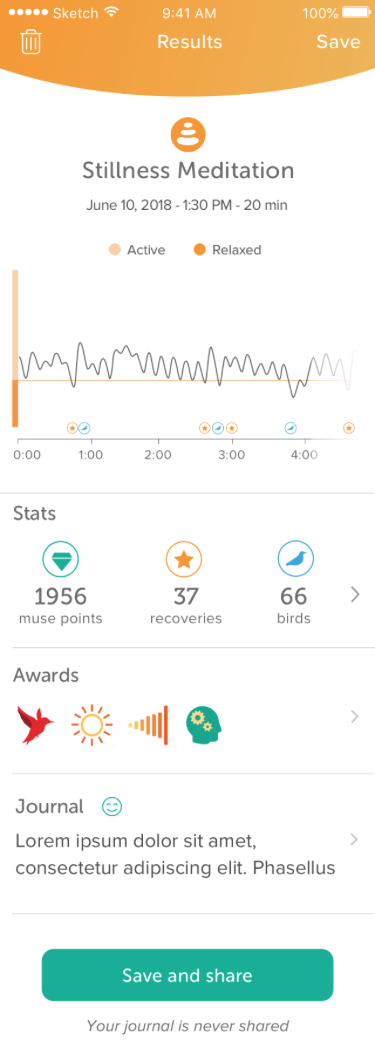 Sketch 9:41 AM 100%
Results Save
Stillness Meditation
June 10, 2018 - 1:30 PM - 20 min
Active Relaxed
0:00 1:00 2:00 3:00 4:00
Stats
1956 37 66
muse points recoveries birds
Awards
Journal
Lorem ipsum dolor sit amet,
consectetur adipiscing elit. Phasellus
Save and share
Your journal is never shared